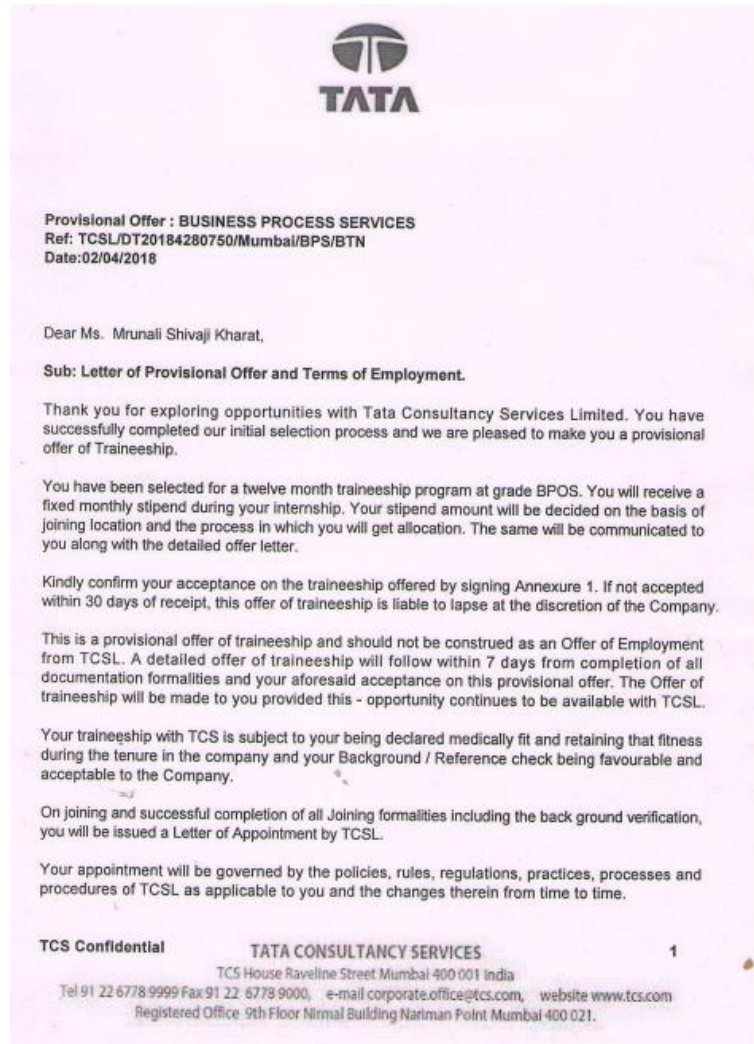 TATA
Provisional Offer : BUSINESS PROCESS SERVICES
Ref: TCSL/DT20184280750/Mumbai/BPS/BTN
Date:02/04/2018
Dear Ms. Mrunali Shivaji Kharat,
Sub: Letter of Provisional Offer and Terms of Employment.
Thank you for exploring opportunities with Tata Consultancy Services Limited. You have
successfully completed our initial selection process and we are pleased to make you a provisional
offer of Traineeship.
You have been selected for a twelve month traineeship program at grade BPOS. You will receive a
fixed monthly stipend during your internship. Your stipend amount will be decided on the basis of
joining location and the process in which you will get allocation. The same will be communicated to
you along with the detailed offer letter.
Kindly confirm your acceptance on the traineeship offered by signing Annexure 1. If not accepted
within 30 days of receipt, this offer of traineeship is liable to lapse at the discretion of the Company.
This is a provisional offer of traineeship and should not be construed as an Offer of Employment
from TCSL. A detailed offer of traineeship will follow within 7 days from completion of all
documentation formalities and your aforesaid acceptance on this provisional offer. The Offer of
traineeship will be made to you provided this - opportunity continues to be available with TCSL.
Your traineeship with TCS is subject to your being declared medically fit and retaining that fitness
during the tenure in the company and your Background / Reference check being favourable and
acceptable to the Company.
On joining and successful completion of all Joining formalities including the back ground verification,
you will be issued a Letter of Appointment by TCSL.
Your appointment will be governed by the policies, rules, regulations, practices, processes and
procedures of TCSL as applicable to you and the changes therein from time to time.
TCS Confidential TATA CONSULTANCY SERVICES 1
TCS House Raveline Street Mumbai 400 001 India
Tel 91 22 6778 9999 Fax 91 22 6778 9000, e-mail corporate.office@tcs.com, website www.tcs.com
Registered Office 9th Floor Nirmal Building Nariman Point Mumbai 400 021.